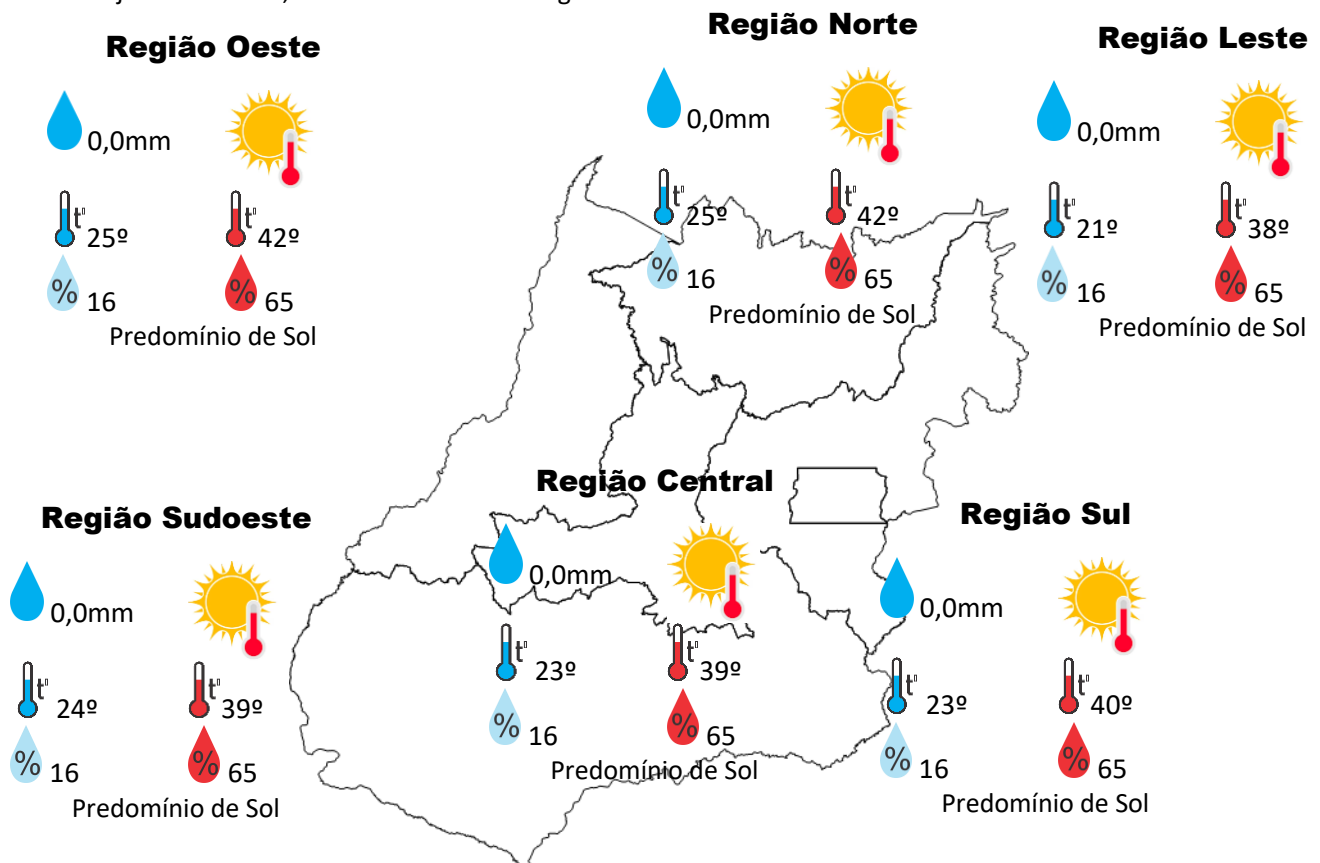 Região Oeste
0,0mm
t°
25º
t°
42º
%
16
%
65
Predomínio de Sol
Região Norte
0,0mm
t°
25º
t°
42º
%
16
%
65
Predomínio de Sol
Região Leste
0,0mm
t°
21º
t°
38º
%
16
%
65
Predomínio de Sol
Região Sudoeste
0,0mm
t°
24º
t°
39º
%
16
%
65
Predomínio de Sol
Região Central
0,0mm
t°
23º
t°
39º
%
16
%
65
Predomínio de Sol
Região Sul
0,0mm
t°
23º
t°
40º
%
16
%
65
Predomínio de Sol